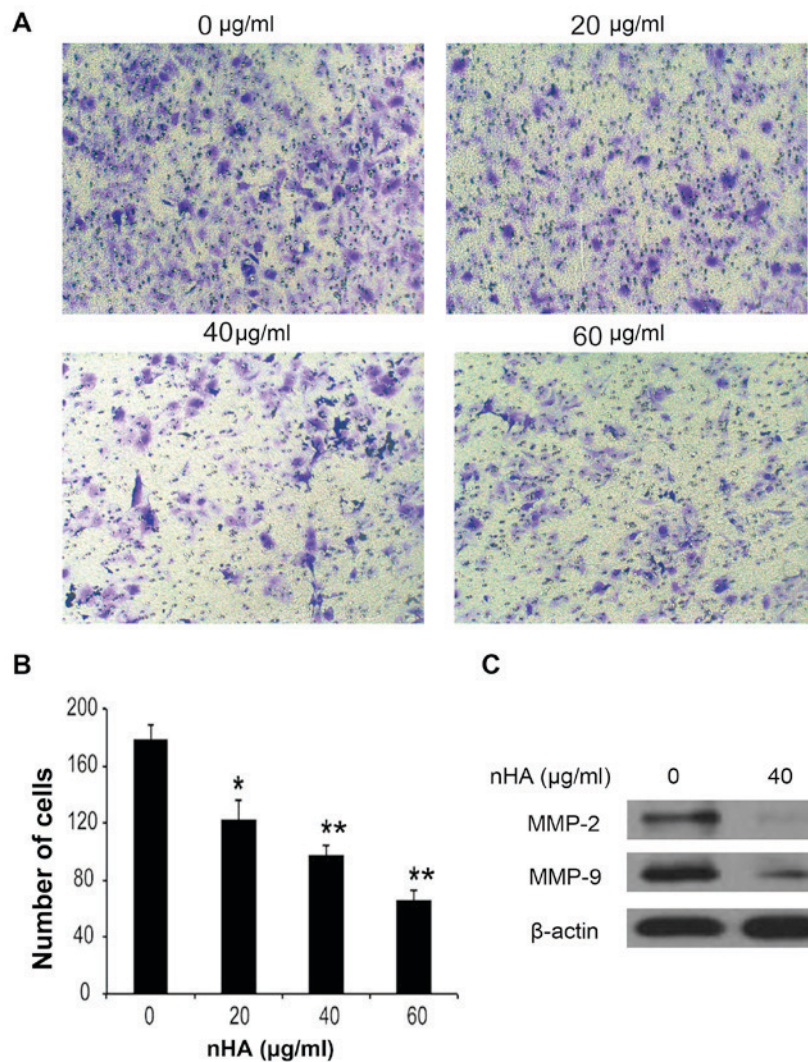 A
0 µg/ml
20 µg/ml
40µg/ml
60 µg/ml
B
200
160
120
80
40
0
Number of cells
*
**
**
0 20 40 60
nHA (µg/ml)
C
nHA (µg/ml) 0 40
MMP-2
MMP-9
β-actin